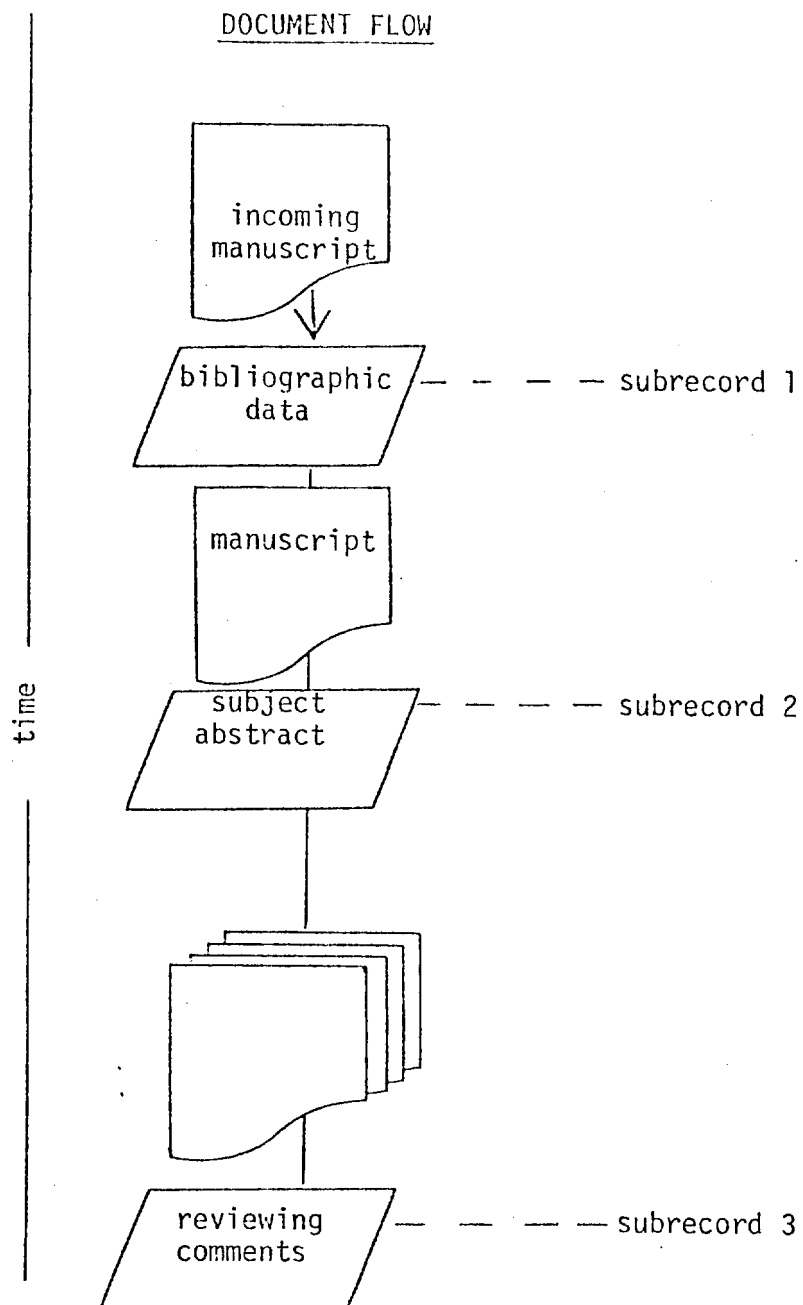 DOCUMENT FLOW
incoming
manuscript
bibliographic
data
subrecord 1
manuscript
time
subject
abstract
subrecord 2
reviewing
comments
subrecord 3